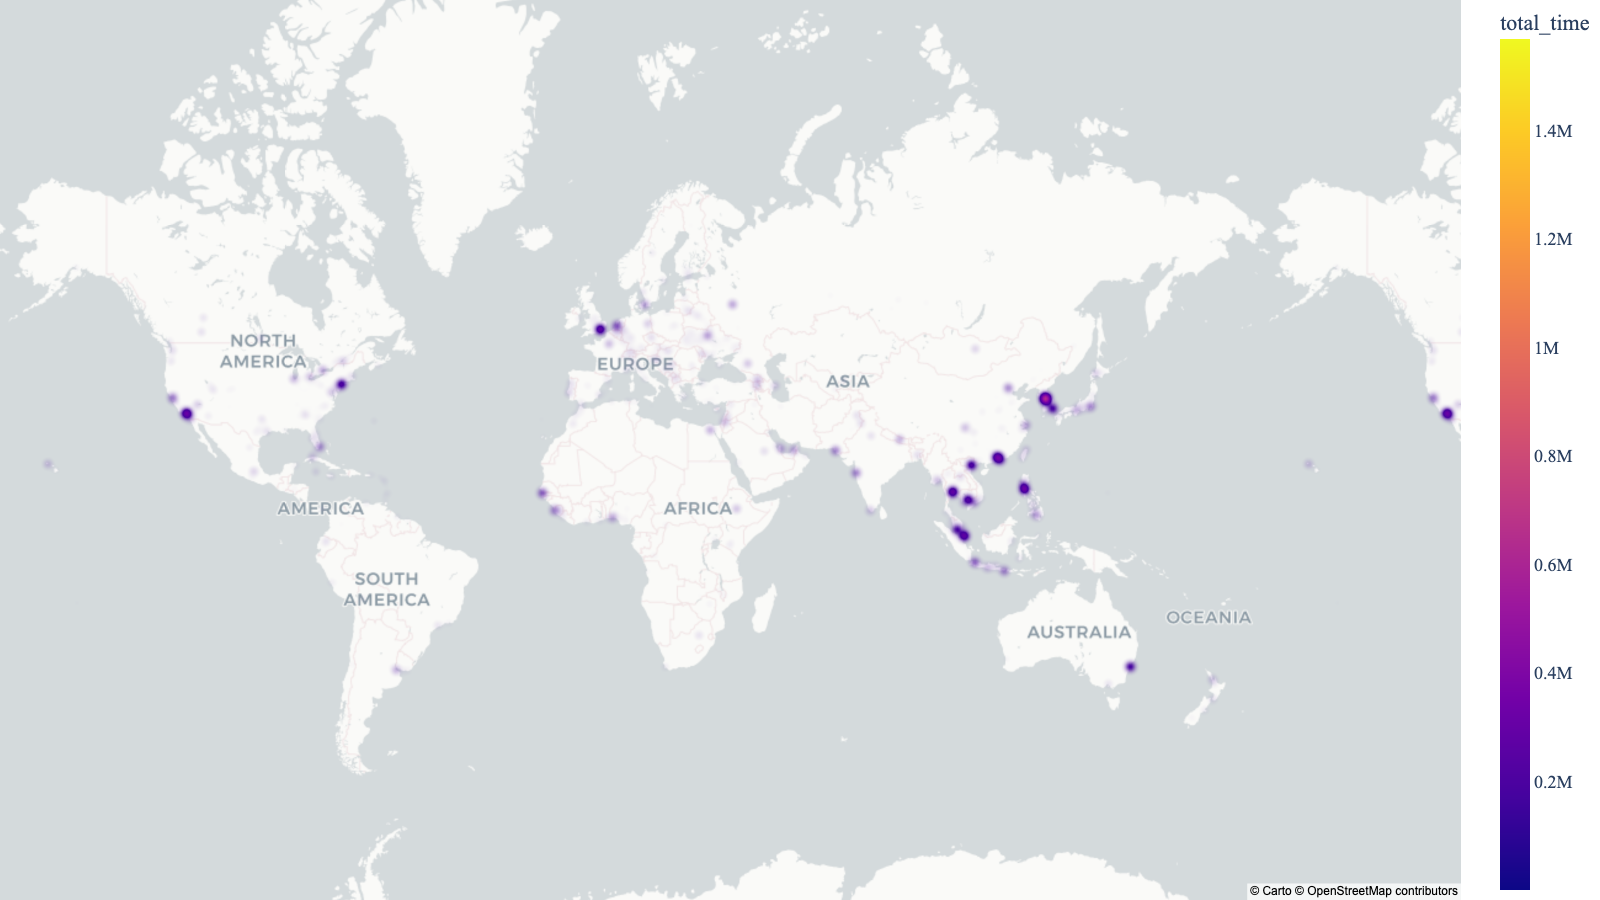 total_time
1.4M
1.2M
1M
0.8M
0.6M
0.4M
0.2M
NORTH
AMERICA
EUROPE
ASIA
AMERICA
AFRICA
SOUTH
AMERICA
OCEANIA
AUSTRALIA
© Carto © OpenStreetMap contributors